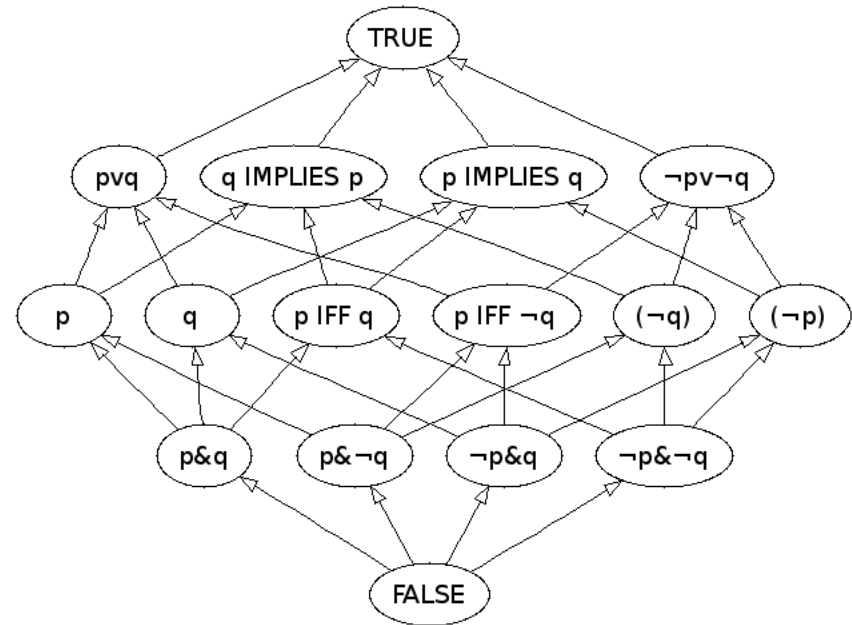 TRUE
pvq
q IMPLIES p
p IMPLIES q
¬pv¬q
p
q
p IFF q
p IFF ¬q
(¬q)
(¬p)
p&q
p&¬q
¬p&q
¬p&¬q
FALSE